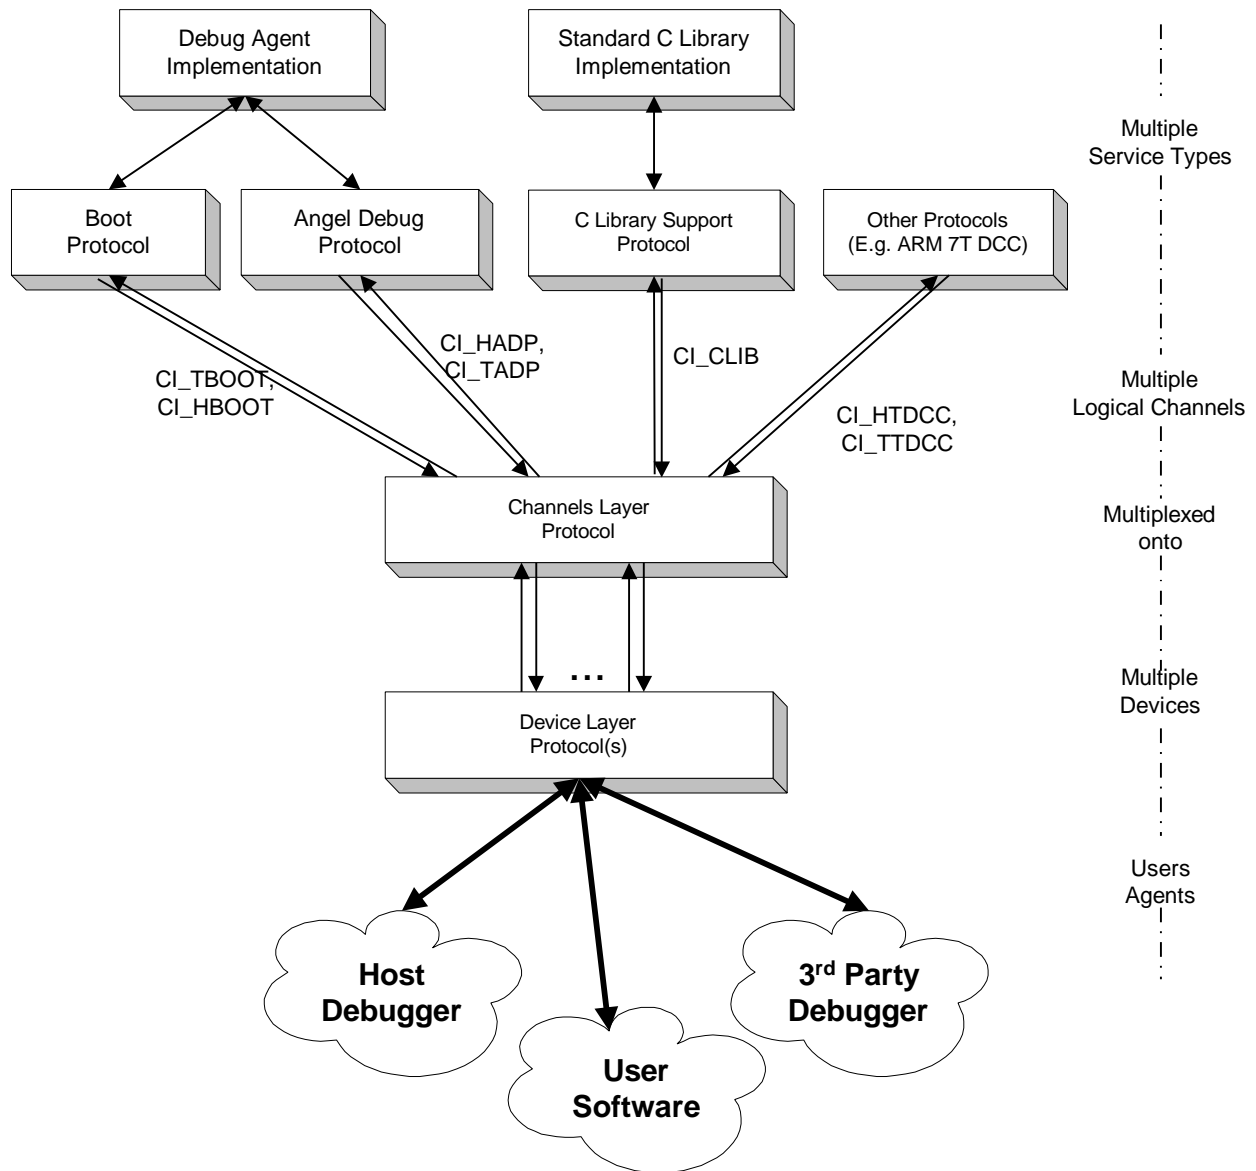 Debug Agent
Implementation
Standard C Library
Implementation
Multiple
Service Types
Boot
Protocol
Angel Debug
Protocol
C Library Support
Protocol
Other Protocols
(E.g. ARM 7T DCC)
CI_HADP,
CI_TADP
CI_CLIB
CI_TBOOT,
CI_HBOOT
Multiple
Logical Channels
CI_HTDCC,
CI_TTDCC
Channels Layer
Protocol
Multiplexed
onto
...
Multiple
Devices
Device Layer
Protocol(s)
Users
Agents
Host
Debugger
3rd Party
Debugger
User
Software